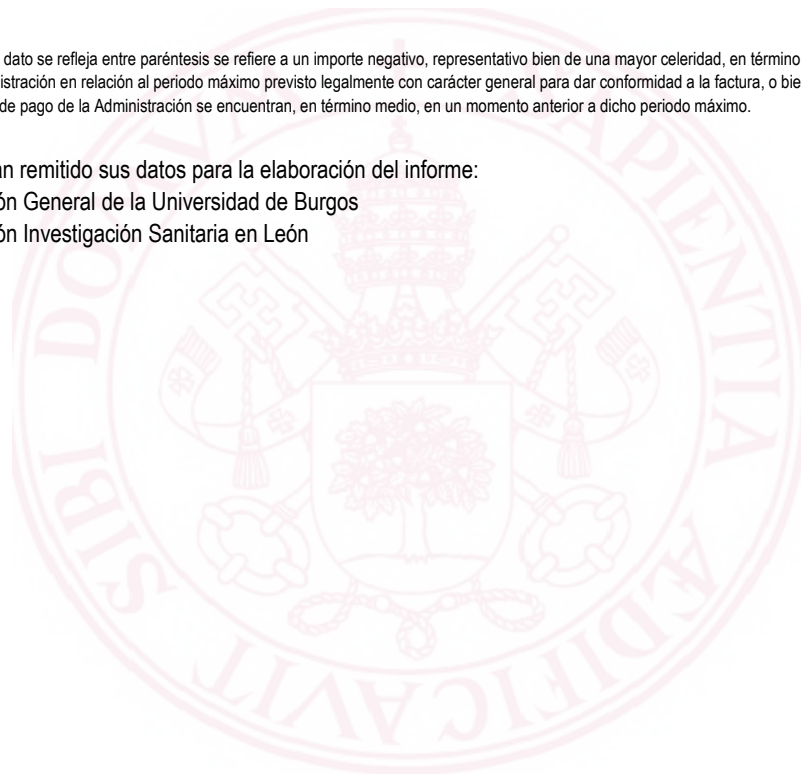 dato se refleja entre paréntesis se refiere a un importe negativo, representativo bien de una mayor celeridad, en término
istración en relación al periodo máximo previsto legalmente con carácter general para dar conformidad a la factura, o bie
de pago de la Administración se encuentran, en término medio, en un momento anterior a dicho periodo máximo.
an remitido sus datos para la elaboración del informe:
ón General de la Universidad de Burgos
ón Investigación Sanitaria en León
SIBI
APIENTIA
ÆDIFICAVIT